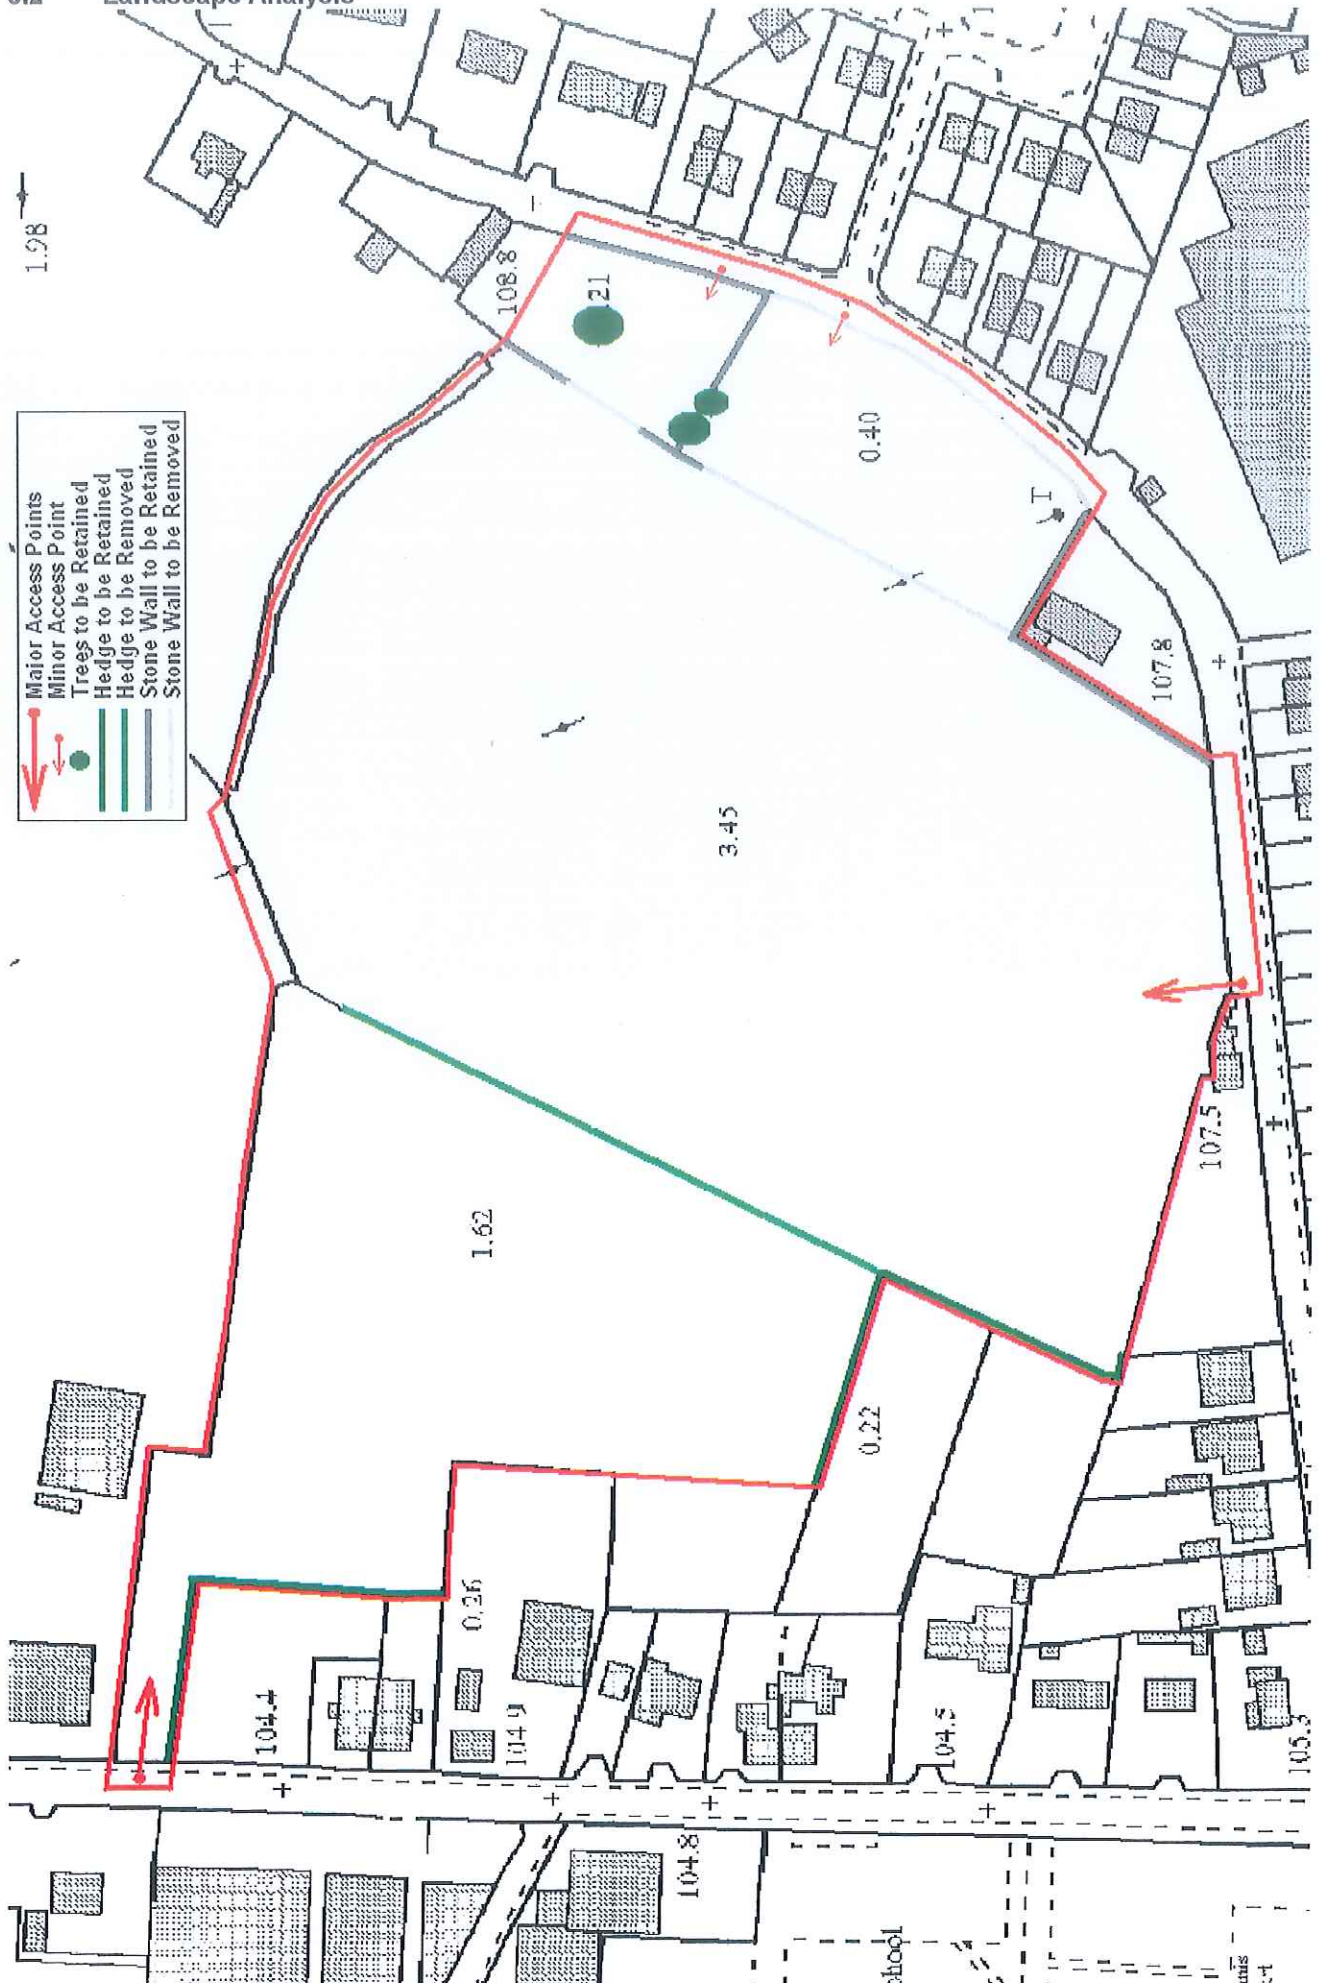 Landscape Analysis
1.98
Major Access Points
Minor Access Point
Trees to be Retained
Hedge to be Retained
Hedge to be Removed
Stone Wall to be Retained
Stone Wall to be Removed
108.8
21
0.40
T
107.8
3.45
107.5
1.62
0.22
0.26
104.4
104.9
104.5
105.3
104.8